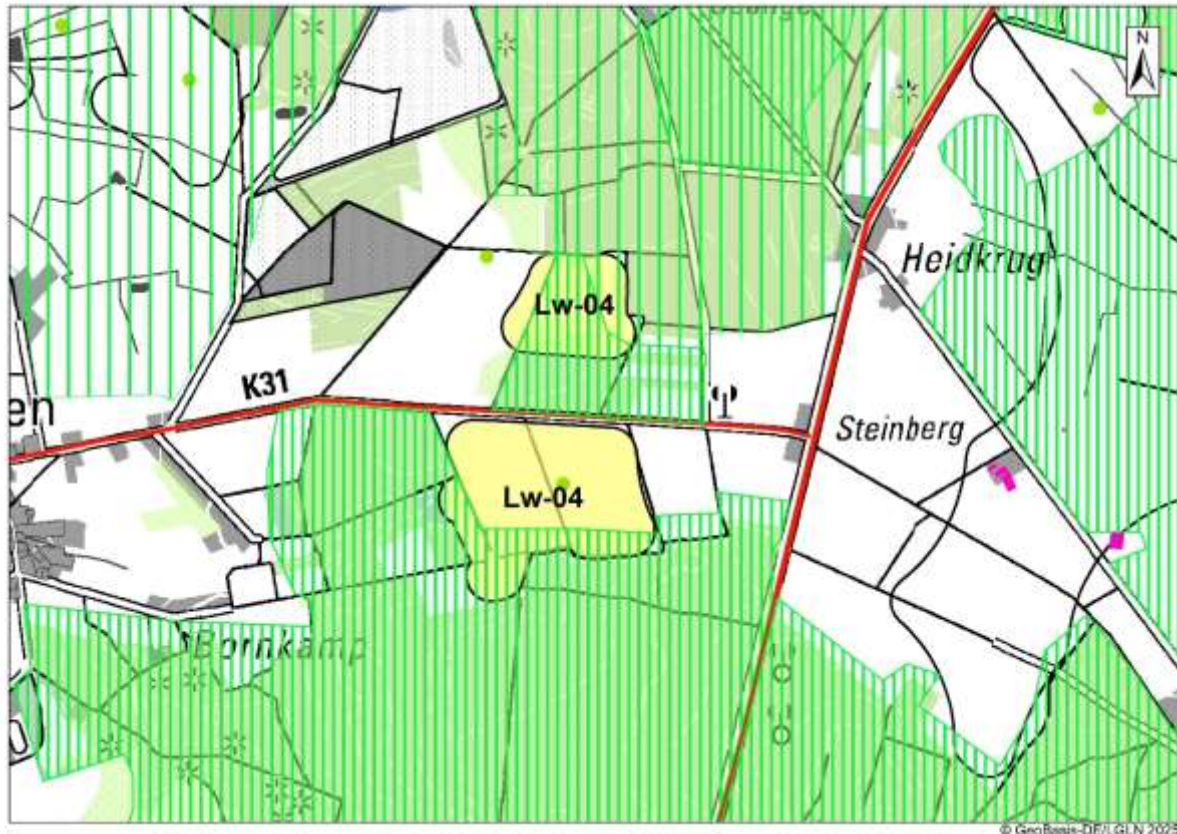 N
Heidkrug
Lw-04
K31
en
Steinberg
Lw-04
Bornkamp
© GeoBasis-DE/LGLN 2025